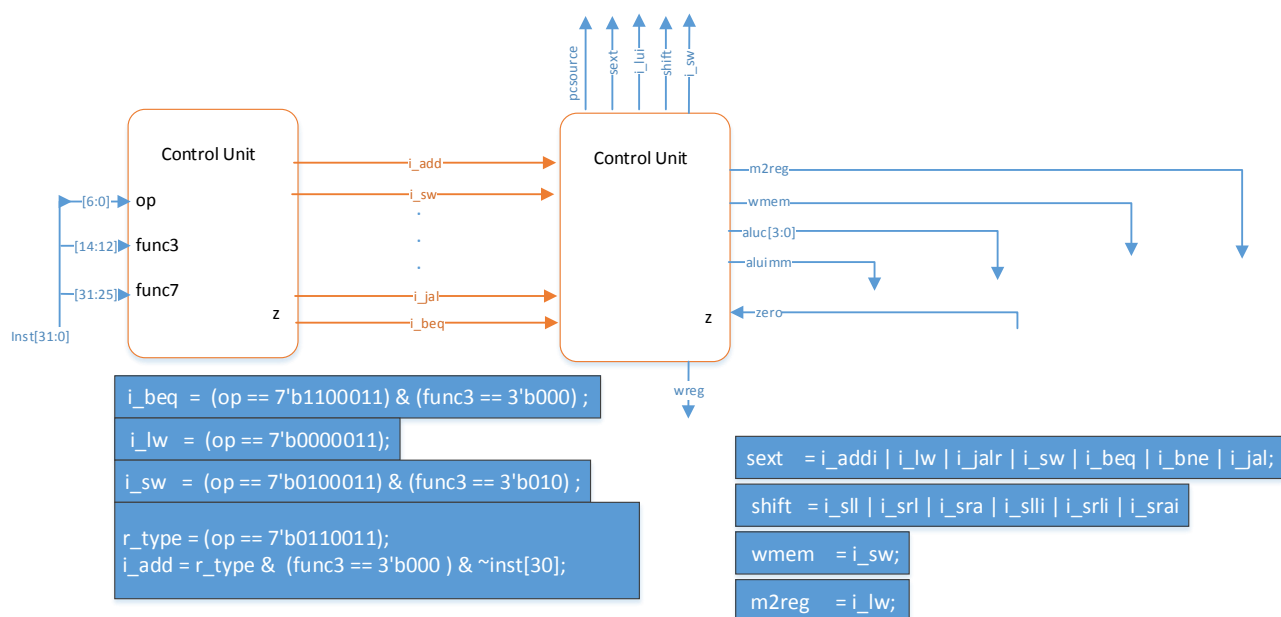 pcsource
sext
i_lui
shift
i_sw
Control Unit
op
func3
func7
z
[6:0]
[14:12]
[31:25]
Inst[31:0]
i_add
i_sw
.
.
.
i_jal
i_beq
Control Unit
z
m2reg
wmem
aluc[3:0]
aluimm
zero
wreg
i_beq = (op == 7'b1100011) & (func3 == 3'b000) ;
i_lw = (op == 7'b0000011);
i_sw = (op == 7'b0100011) & (func3 == 3'b010) ;
r_type = (op == 7'b0110011);
i_add = r_type & (func3 == 3'b000 ) & ~inst[30];
sext = i_addi | i_lw | i_jalr | i_sw | i_beq | i_bne | i_jal;
shift = i_sll | i_srl | i_sra | i_slli | i_srli | i_srai
wmem = i_sw;
m2reg = i_lw;